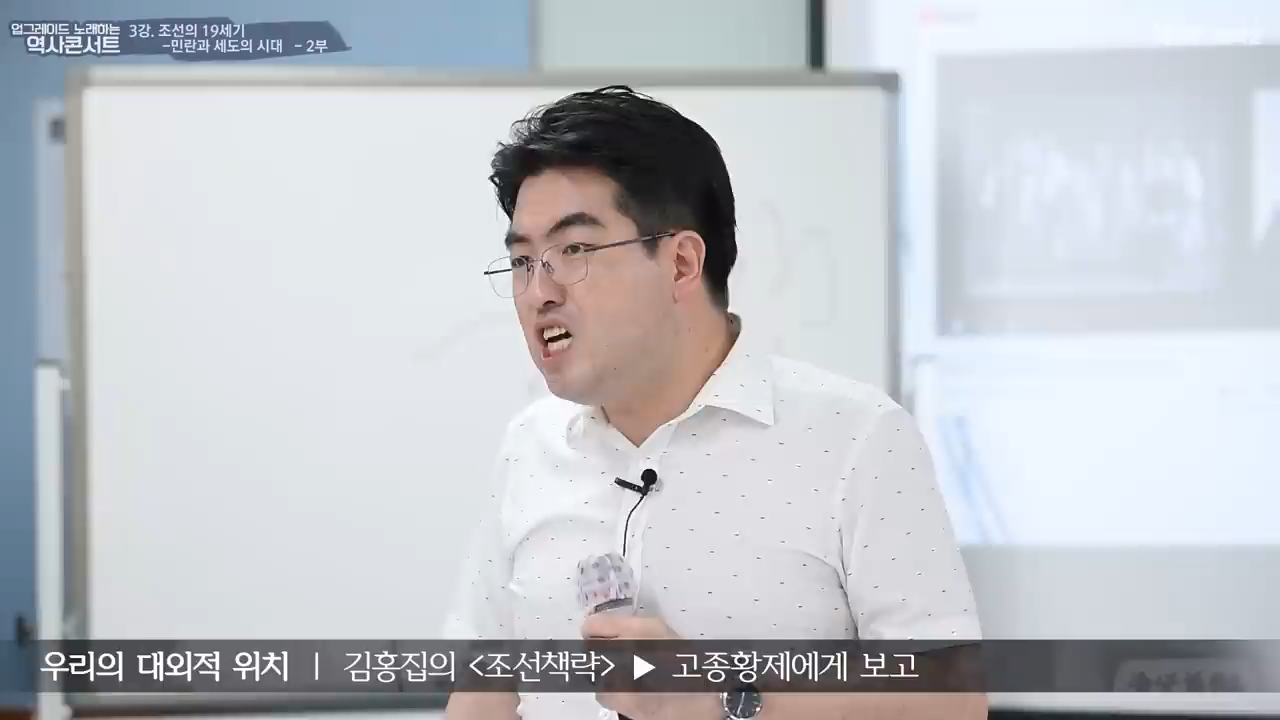 업그레이드 노래하는
역사콘서트
3강. 조선의 19세기
-민란과 세도의 시대 - 2부
우리의 대외적 위치 | 김홍집의 <조선책략> ▶ 고종황제에게 보고